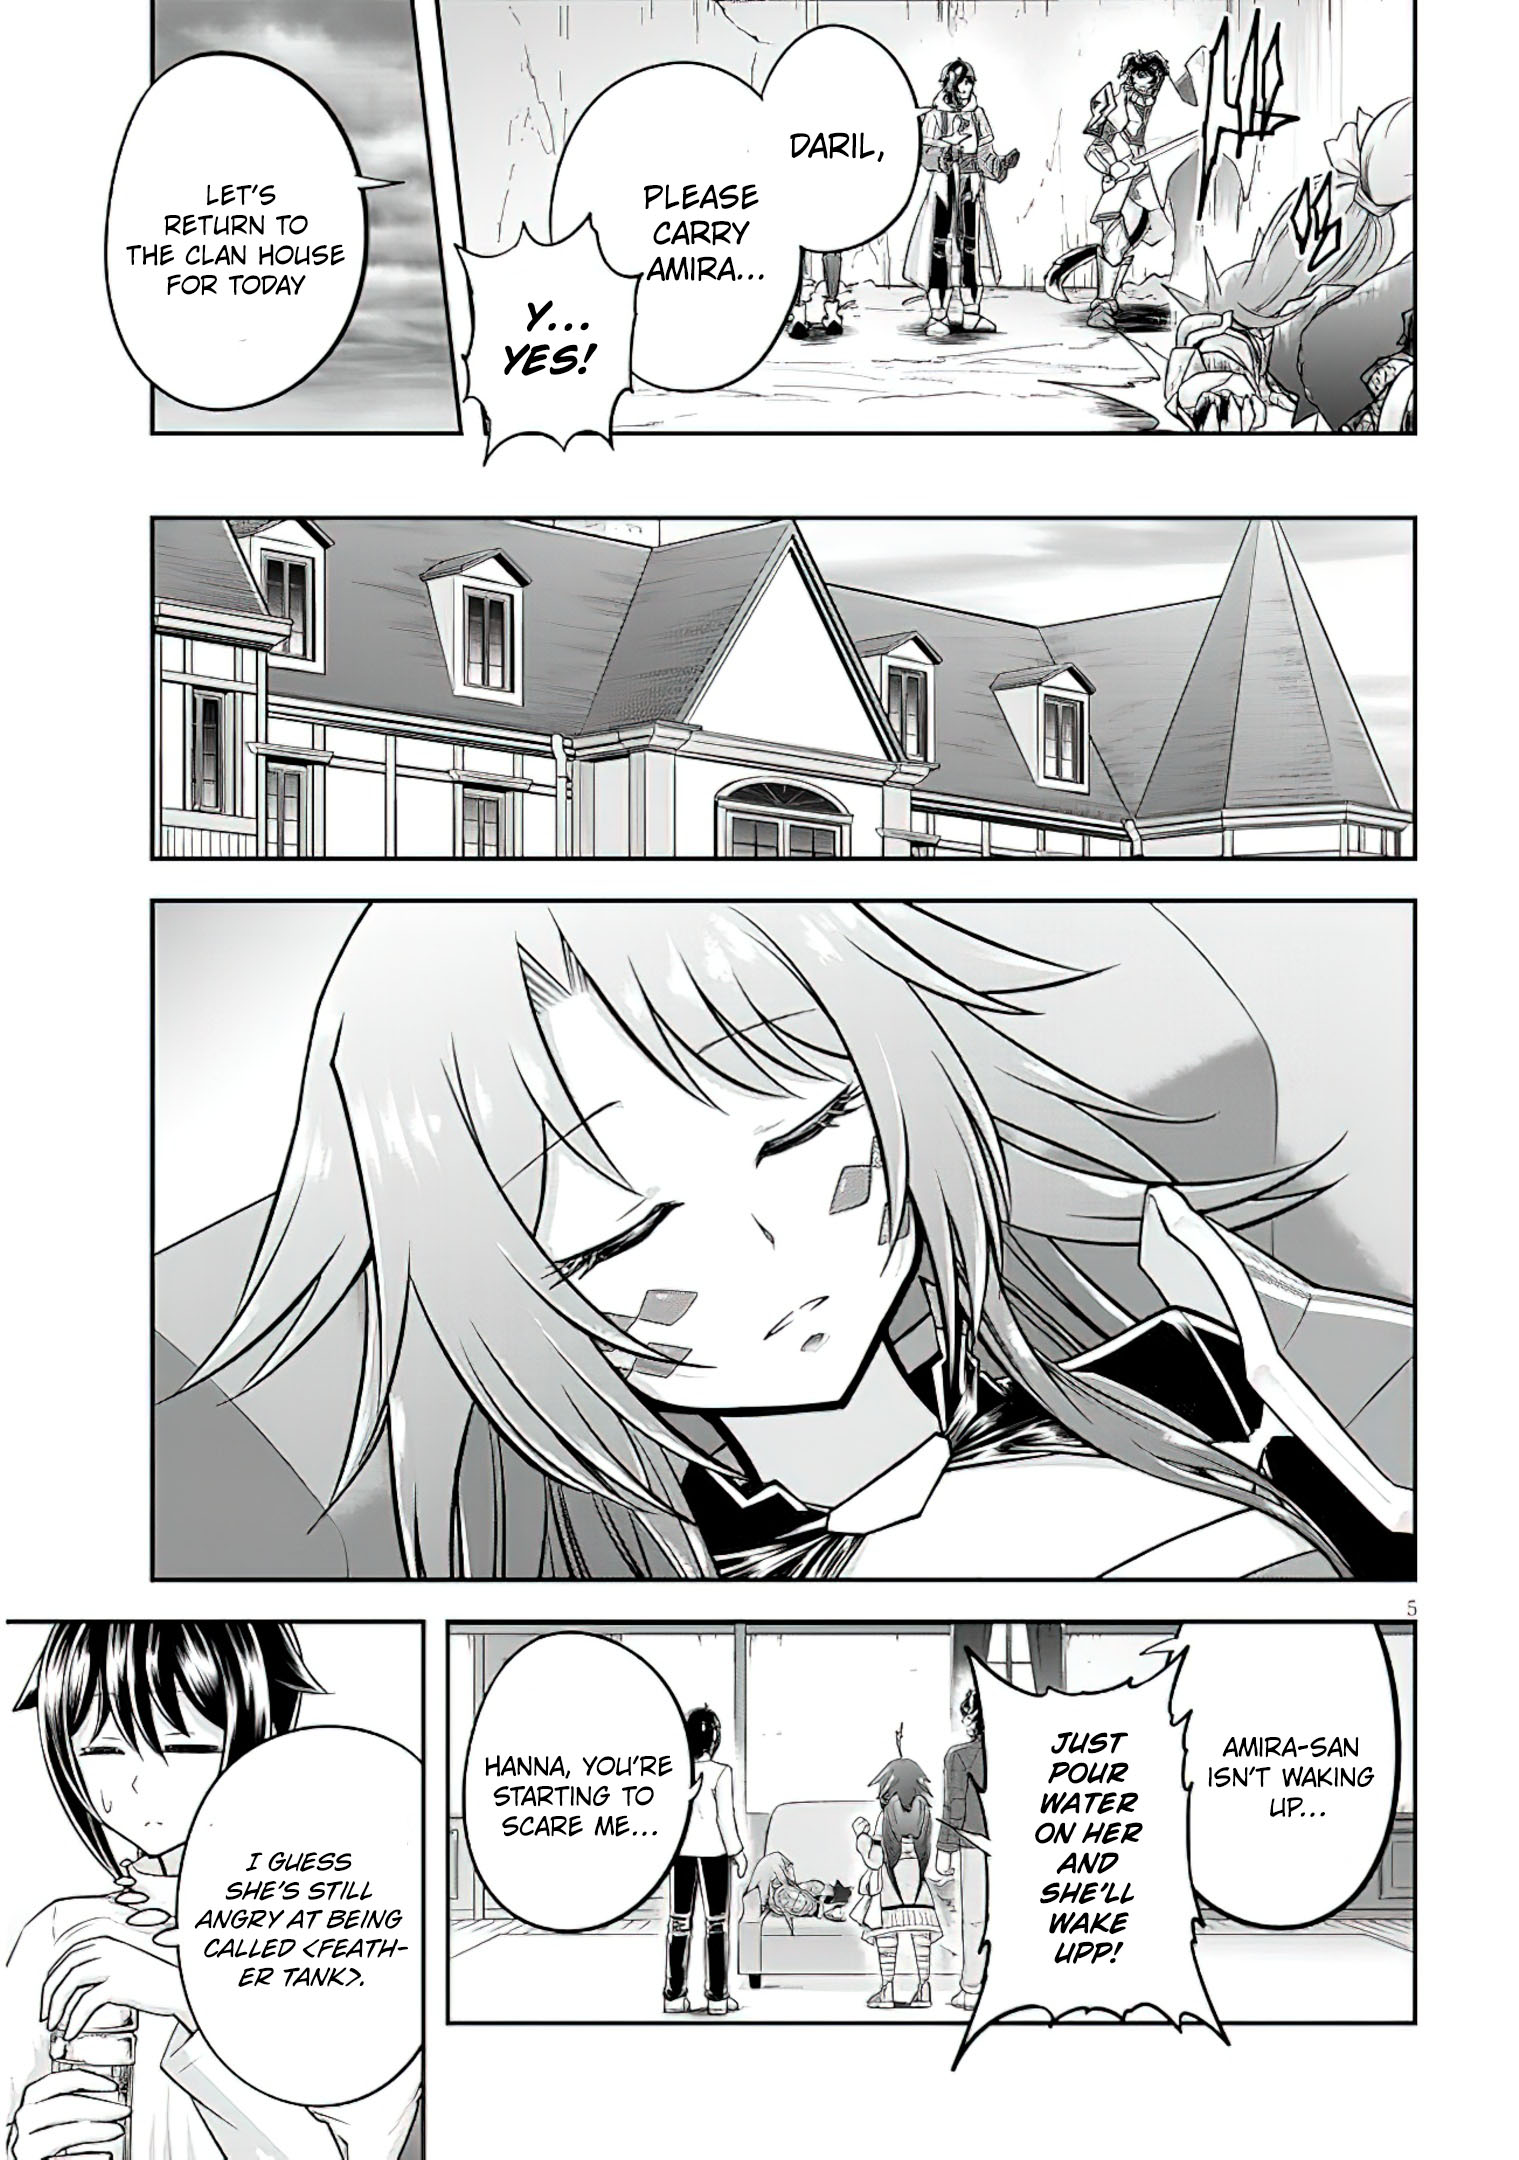 DARIL,
PLEASE
CARRY
AMIRA...
Y...
YES!
LET'S
RETURN TO
THE CLAN HOUSE
FOR TODAY
5
AMIRA-SAN
ISN'T WAKING
UP...
JUST
POUR
WATER
ON HER
AND
SHE'LL
WAKE
UPP!
HANNA, YOU'RE
STARTING TO
SCARE ME...
I GUESS
SHE'S STILL
ANGRY AT BEING
CALLED <FEATH-
ER TANK>.